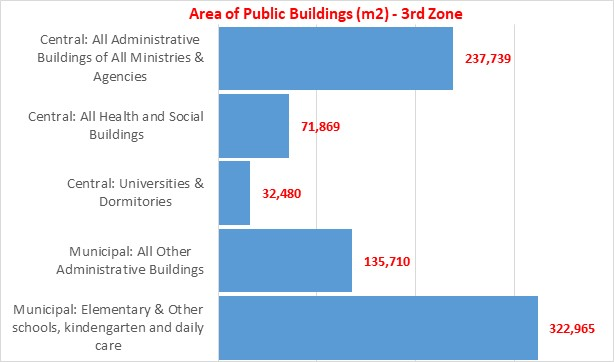 Area of Public Buildings (m2) - 3rd Zone
Central: All Administrative
Buildings of All Ministries &
Agencies
237,739
Central: All Health and Social
Buildings
71,869
Central: Universities &
Dormitories
32,480
Municipal: All Other
Administrative Buildings
135,710
Municipal: Elementary & Other
schools, kindengarten and daily
care
322,965